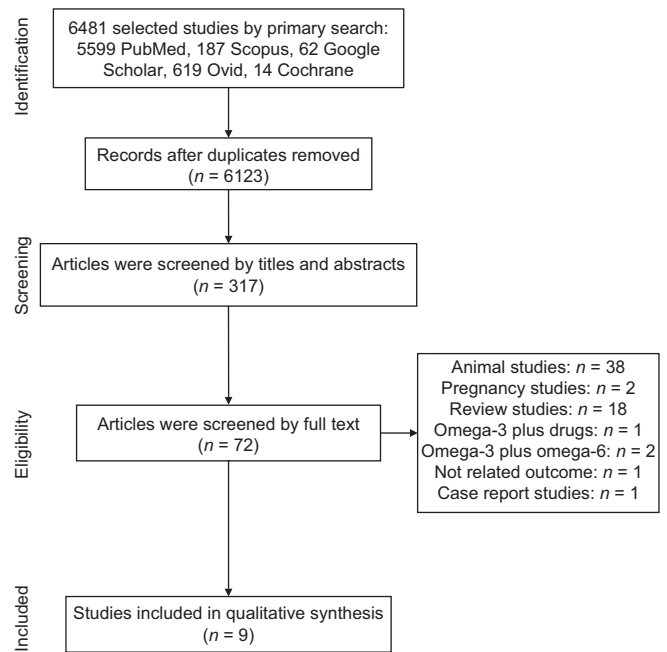 Identification
6481 selected studies by primary search:
5599 PubMed, 187 Scopus, 62 Google
Scholar, 619 Ovid, 14 Cochrane
Records after duplicates removed
(n = 6123)
Screening
Articles were screened by titles and abstracts
(n = 317)
Eligibility
Articles were screened by full text
(n = 72)
Animal studies: n = 38
Pregnancy studies: n = 2
Review studies: n = 18
Omega-3 plus drugs: n = 1
Omega-3 plus omega-6: n = 2
Not related outcome: n = 1
Case report studies: n = 1
Included
Studies included in qualitative synthesis
(n = 9)